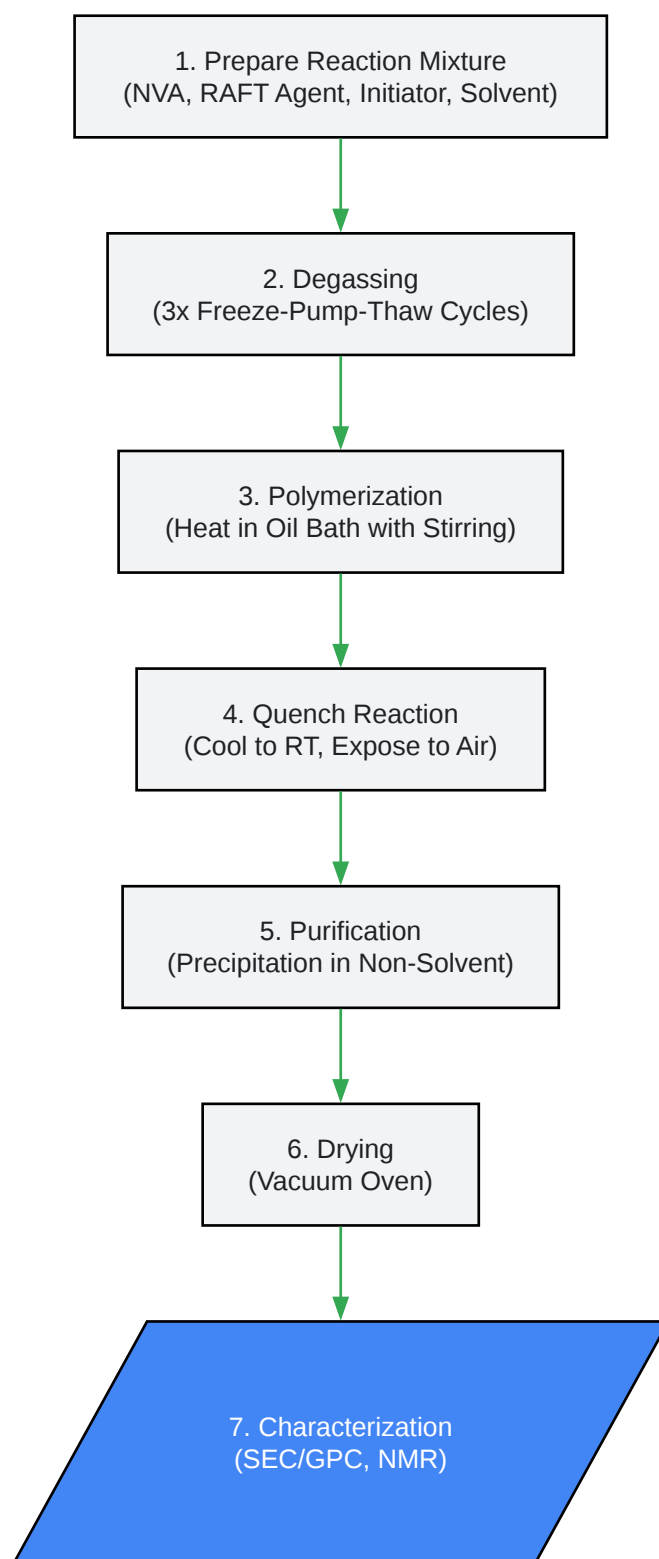 1. Prepare Reaction Mixture
(NVA, RAFT Agent, Initiator, Solvent)
2. Degassing
(3x Freeze-Pump-Thaw Cycles)
3. Polymerization
(Heat in Oil Bath with Stirring)
4. Quench Reaction
(Cool to RT, Expose to Air)
5. Purification
(Precipitation in Non-Solvent)
6. Drying
(Vacuum Oven)
7. Characterization
(SEC/GPC, NMR)